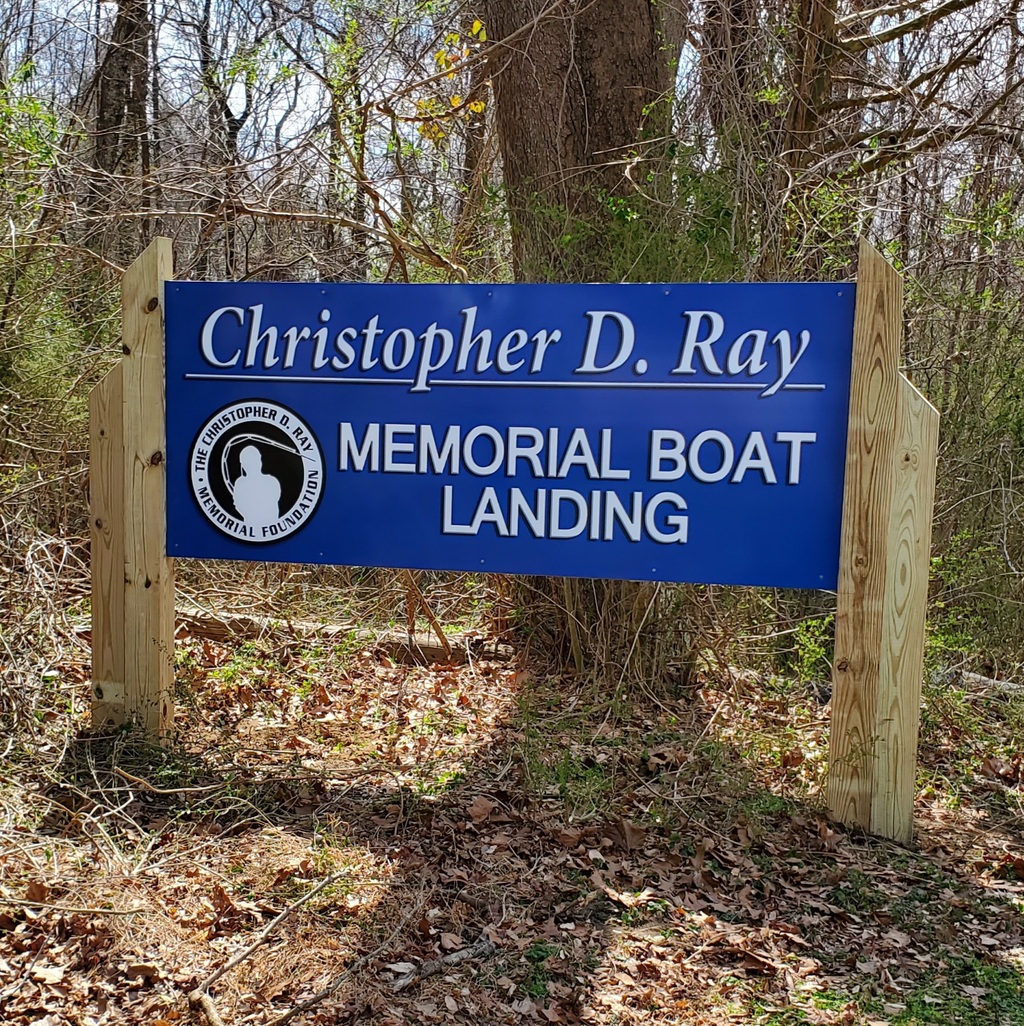 Christopher D. Ray
THE CHRISTOPHER D. RAY
MEMORIAL FOUNDATION
MEMORIAL BOAT
LANDING